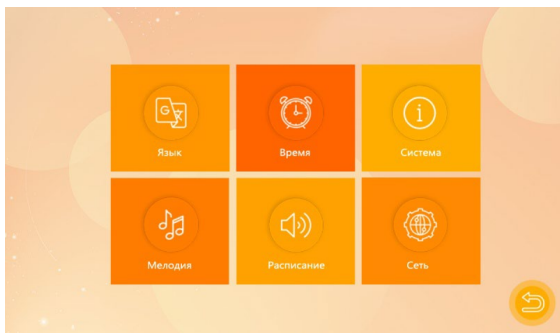 Язык
Время
Система
Мелодия
Расписание
Сеть